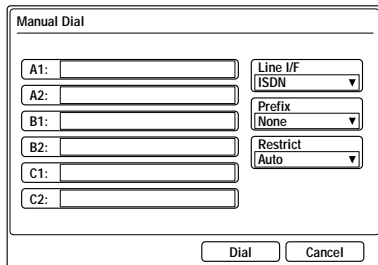 Manual Dial
A1:
A2:
B1:
B2:
C1:
C2:
Line I/F
ISDN
Prefix
None
Restrict
Auto
Dial
Cancel